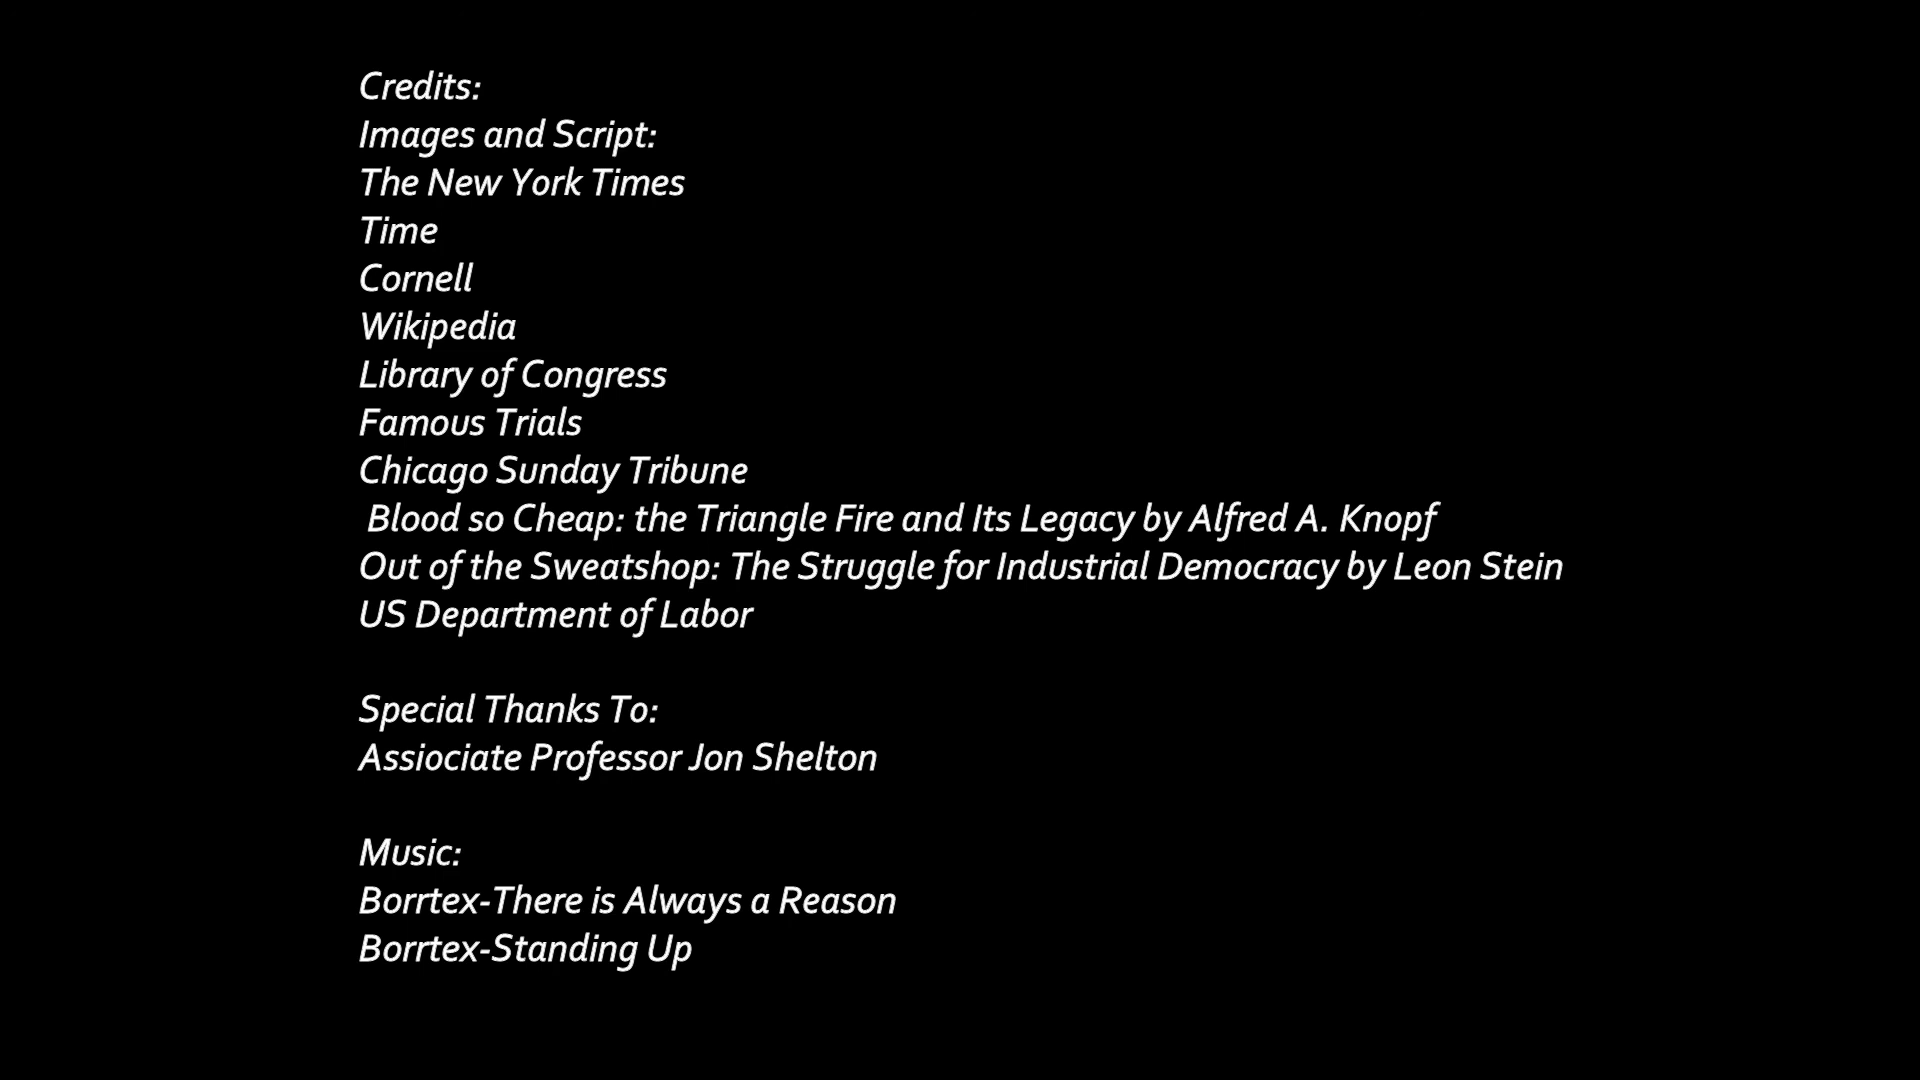 Credits:
Images and Script:
The New York Times
Time
Cornell
Wikipedia
Library of Congress
Famous Trials
Chicago Sunday Tribune
Blood so Cheap: the Triangle Fire and Its Legacy by Alfred A. Knopf
Out of the Sweatshop: The Struggle for Industrial Democracy by Leon Stein
US Department of Labor
Special Thanks To:
Assiociate Professor Jon Shelton
Music:
Borrtex-There is Always a Reason
Borrtex-Standing Up